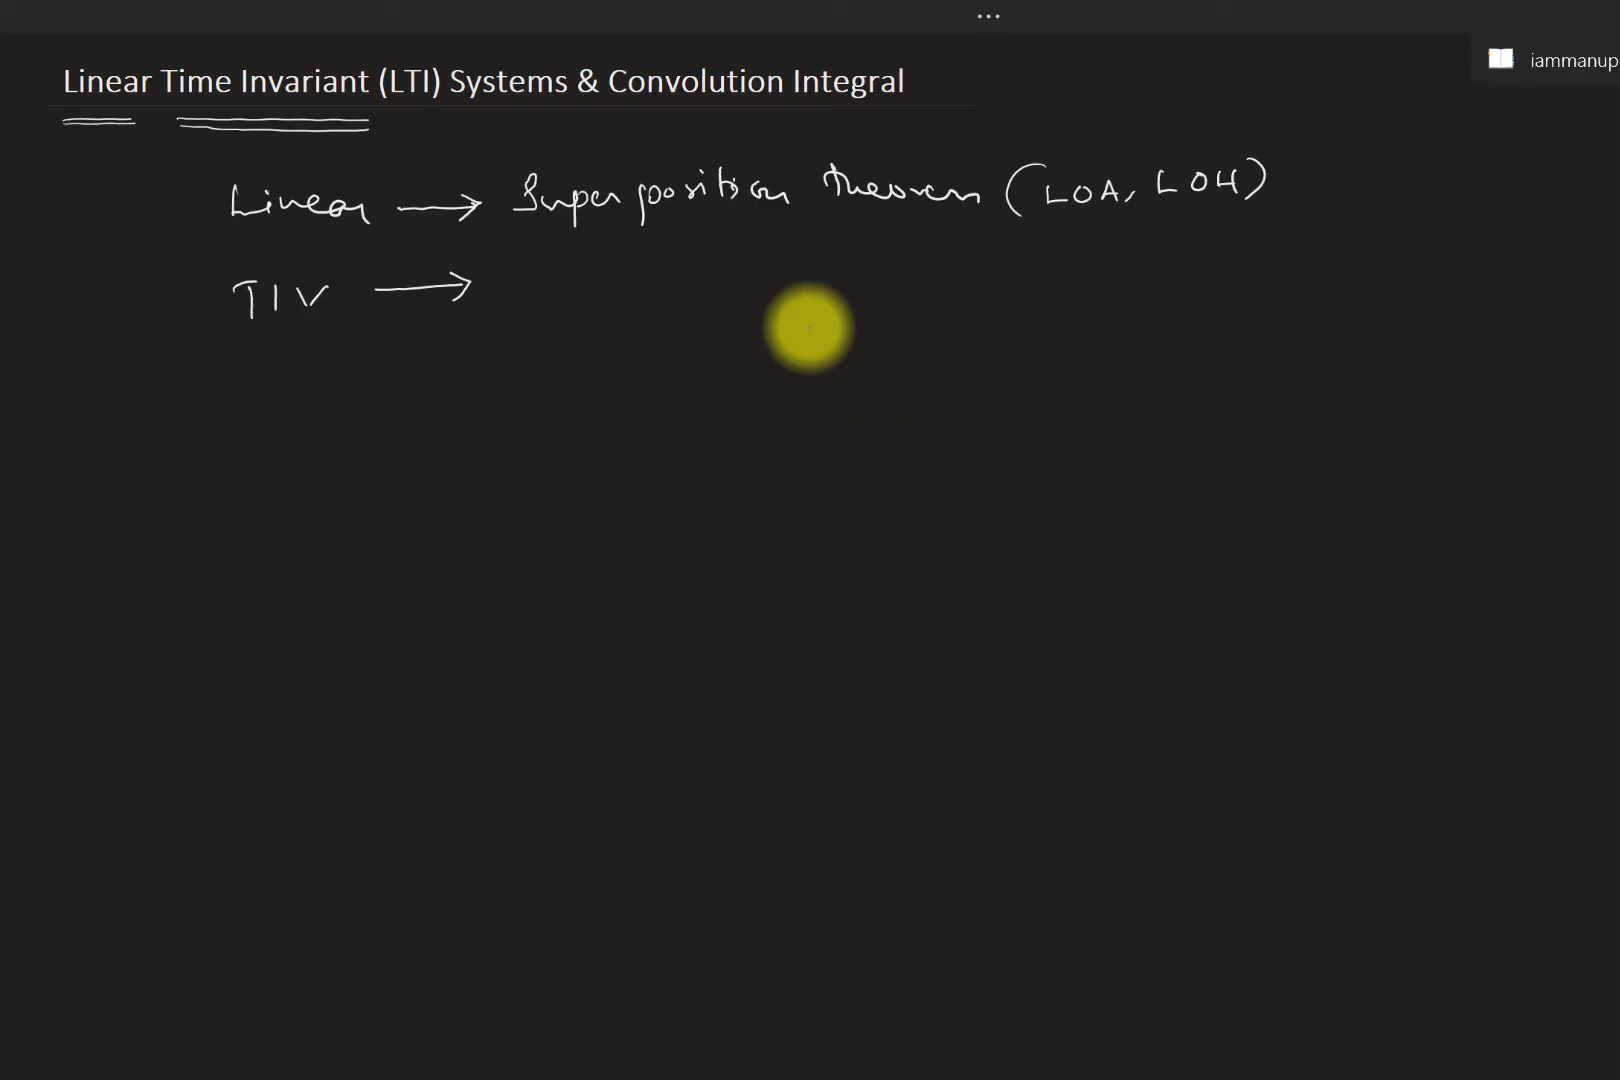 ...
iammanup
Linear Time Invariant (LTI) Systems & Convolution Integral
Linear → Superposition theorem (LOA, LOH)
TIV →